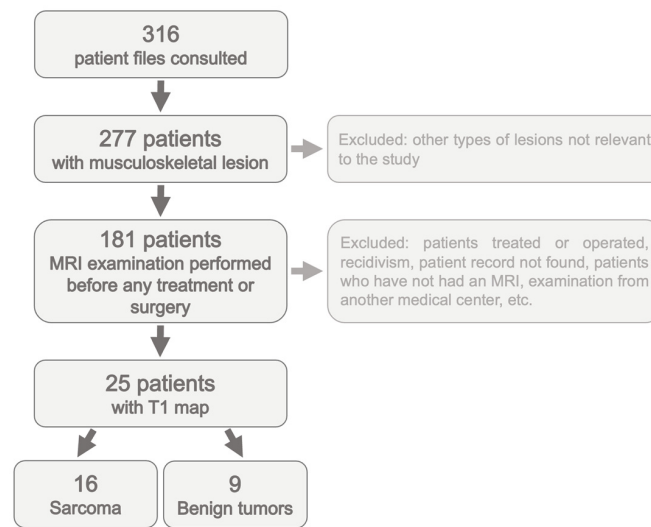 316
patient files consulted
277 patients
with musculoskeletal lesion
Excluded: other types of lesions not relevant
to the study
181 patients
MRI examination performed
before any treatment or
surgery
Excluded: patients treated or operated,
recidivism, patient record not found, patients
who have not had an MRI, examination from
another medical center, etc.
25 patients
with T1 map
16
Sarcoma
9
Benign tumors